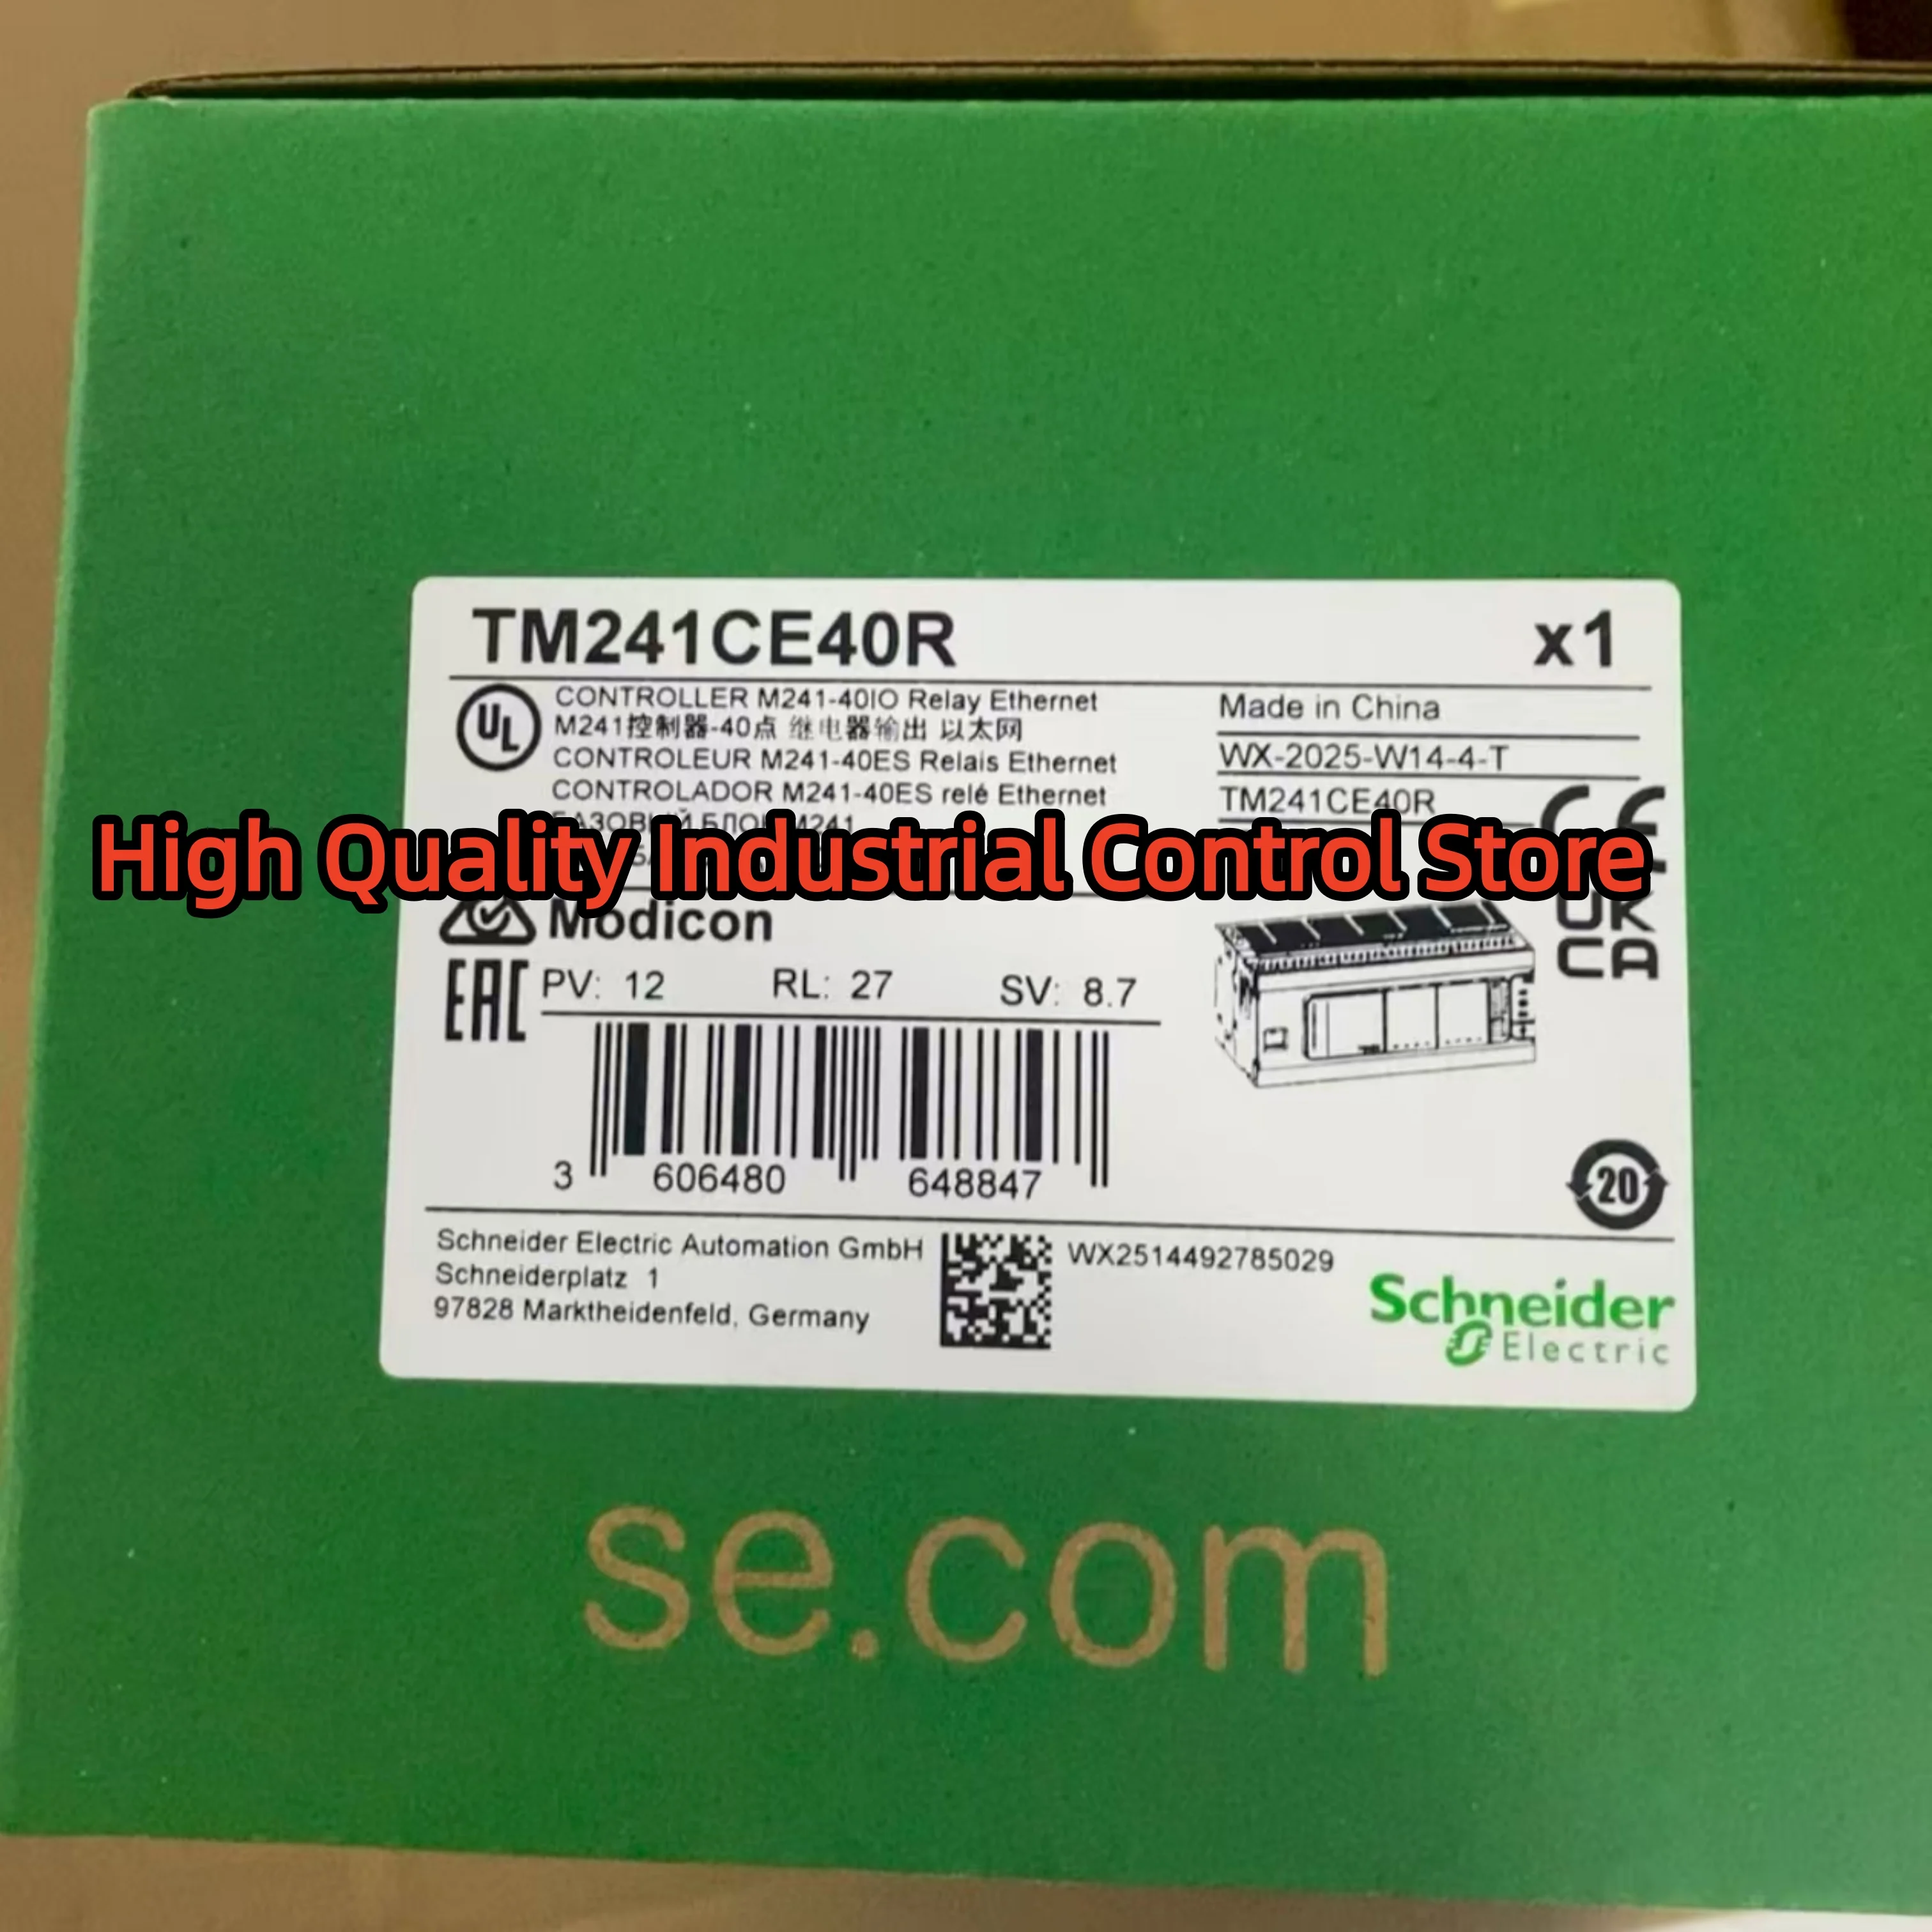 TM241CE40R x1
UL
CONTROLLER M241-40IO Relay Ethernet
M241控制器-40点 继电器输出 以太网
CONTROLEUR M241-40ES Relais Ethernet
CONTROLADOR M241-40ES relé Ethernet
M241
Made in China
WX-2025-W14-4-T
TM241CE40R
CE
High Quality Industrial Control Store
Modicon
UK
CA
EAC
PV: 12 RL: 27 SV: 8.7
3 606480 648847
20
Schneider Electric Automation GmbH
Schneiderplatz 1
97828 Marktheidenfeld, Germany
WX2514492785029
Schneider
Electric
se.com